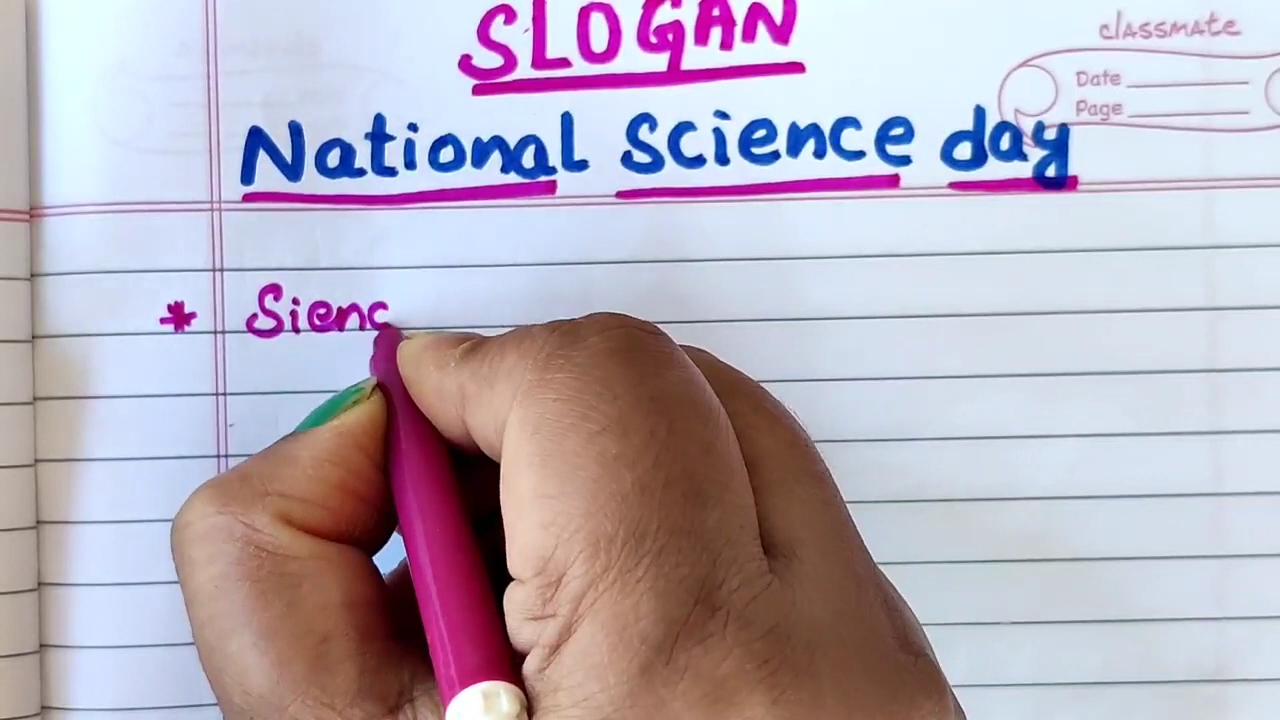 SLOGAN
classmate
Date
Page
National Science day
* Sienc